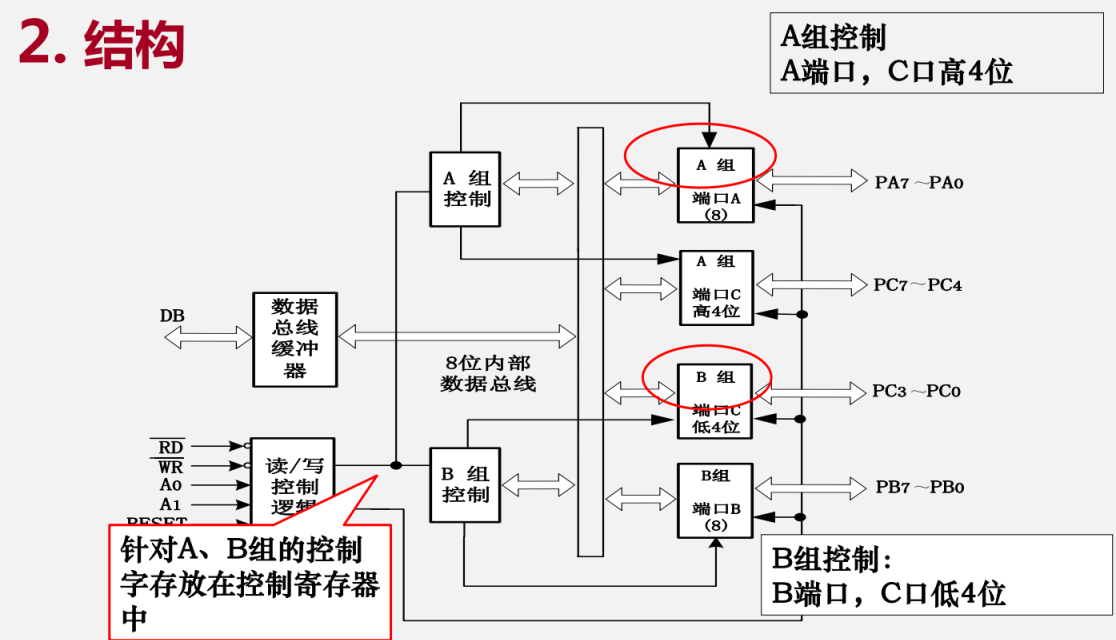 2. 结构
A组控制
A端口，C口高4位
A 组
控制
A 组
端口A
(8)
PA7～PA0
A 组
端口C
高4位
PC7～PC4
DB
数据
总线
缓冲
器
8位内部
数据总线
B 组
端口C
低4位
PC3～PC0
RD
WR
A0
A1
RESET
读/写
控制
逻辑
B 组
控制
B组
端口B
(8)
PB7～PB0
针对A、B组的控制
字存放在控制寄存器
中
B组控制：
B端口，C口低4位